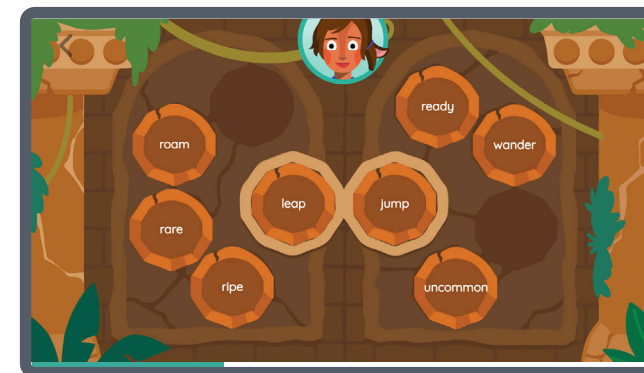 ready
roam
wander
leap
jump
rare
ripe
uncommon